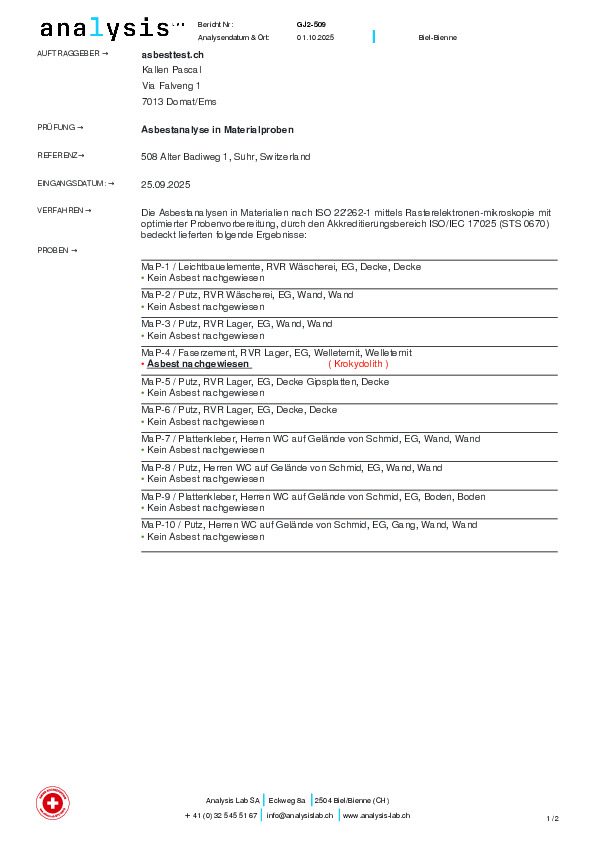 analysis
Bericht Nr: GJ2-509
Analysendatum & Ort: 01.10.2025 Biel-Bienne
AUFTRAGGEBER → asbesttest.ch
Kallen Pascal
Via Falveng 1
7013 Domat/Ems
PRÜFUNG → Asbestanalyse in Materialproben
REFERENZ→ 508 Alter Badiweg 1, Suhr, Switzerland
EINGANGSDATUM: → 25.09.2025
VERFAHREN → Die Asbestanalysen in Materialien nach ISO 22'262-1 mittels Rasterelektronen-mikroskopie mit
optimierter Probenvorbereitung, durch den Akkreditierungsbereich ISO/IEC 17'025 (STS 0670)
bedeckt lieferten folgende Ergebnisse:
PROBEN →
MaP-1 / Leichtbauelemente, RVR Wäscherei, EG, Decke, Decke
• Kein Asbest nachgewiesen
MaP-2 / Putz, RVR Wäscherei, EG, Wand, Wand
• Kein Asbest nachgewiesen
MaP-3 / Putz, RVR Lager, EG, Wand, Wand
• Kein Asbest nachgewiesen
MaP-4 / Faserzement, RVR Lager, EG, Welleternit, Welleternit
• Asbest nachgewiesen ( Krokydolith )
MaP-5 / Putz, RVR Lager, EG, Decke Gipsplatten, Decke
• Kein Asbest nachgewiesen
MaP-6 / Putz, RVR Lager, EG, Decke, Decke
• Kein Asbest nachgewiesen
MaP-7 / Plattenkleber, Herren WC auf Gelände von Schmid, EG, Wand, Wand
• Kein Asbest nachgewiesen
MaP-8 / Putz, Herren WC auf Gelände von Schmid, EG, Wand, Wand
• Kein Asbest nachgewiesen
MaP-9 / Plattenkleber, Herren WC auf Gelände von Schmid, EG, Boden, Boden
• Kein Asbest nachgewiesen
MaP-10 / Putz, Herren WC auf Gelände von Schmid, EG, Gang, Wand, Wand
• Kein Asbest nachgewiesen
Analysis Lab SA | Eckweg 8a | 2504 Biel/Bienne (CH)
+ 41 (0) 32 545 51 67 | info@analysislab.ch | www.analysis-lab.ch
1 / 2